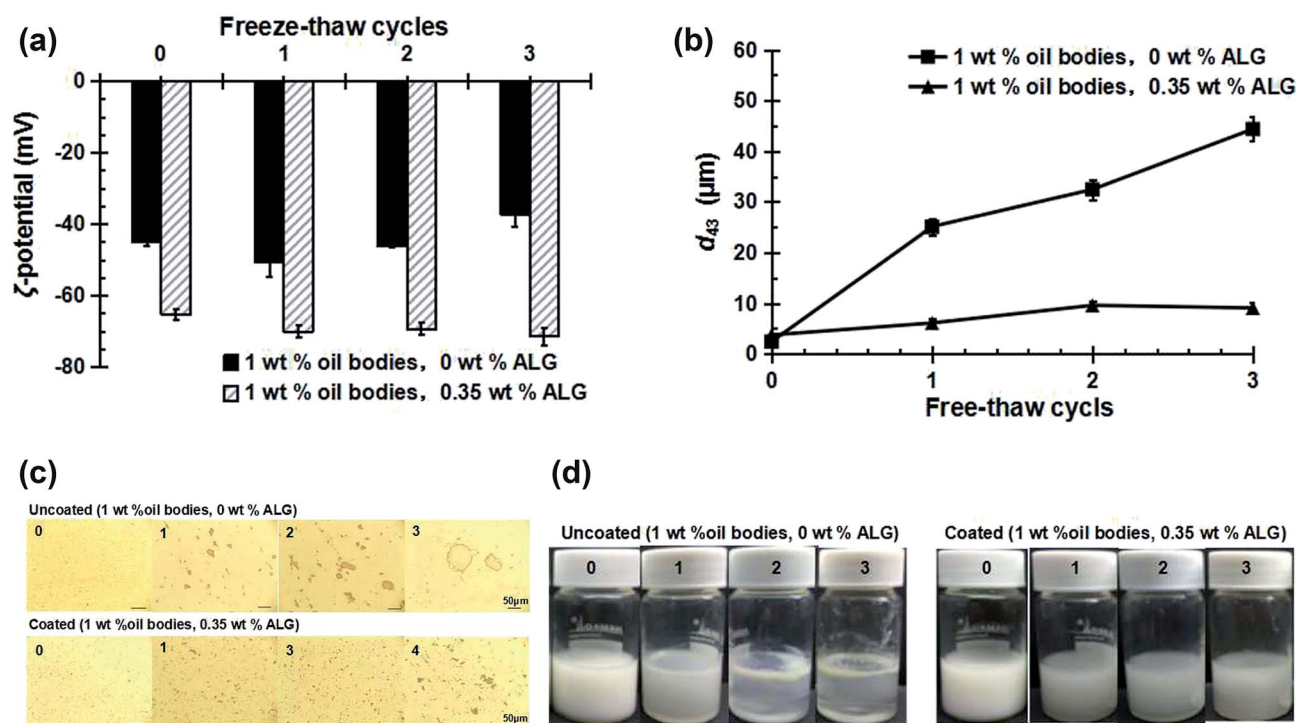 (a)
Freeze-thaw cycles
0 1 2 3
0
-20
-40
-60
-80
ζ-potential (mV)
1 wt % oil bodies, 0 wt % ALG
1 wt % oil bodies, 0.35 wt % ALG
(b)
60
50
40
30
20
10
0
d43 (μm)
1 wt % oil bodies, 0 wt % ALG
1 wt % oil bodies, 0.35 wt % ALG
0 1 2 3
Free-thaw cycls
(c)
Uncoated (1 wt %oil bodies, 0 wt % ALG)
0 1 2 3
50μm
Coated (1 wt %oil bodies, 0.35 wt % ALG)
0 1 3 4
50μm
(d)
Uncoated (1 wt %oil bodies, 0 wt % ALG)
0 1 2 3
Coated (1 wt %oil bodies, 0.35 wt % ALG)
0 1 2 3